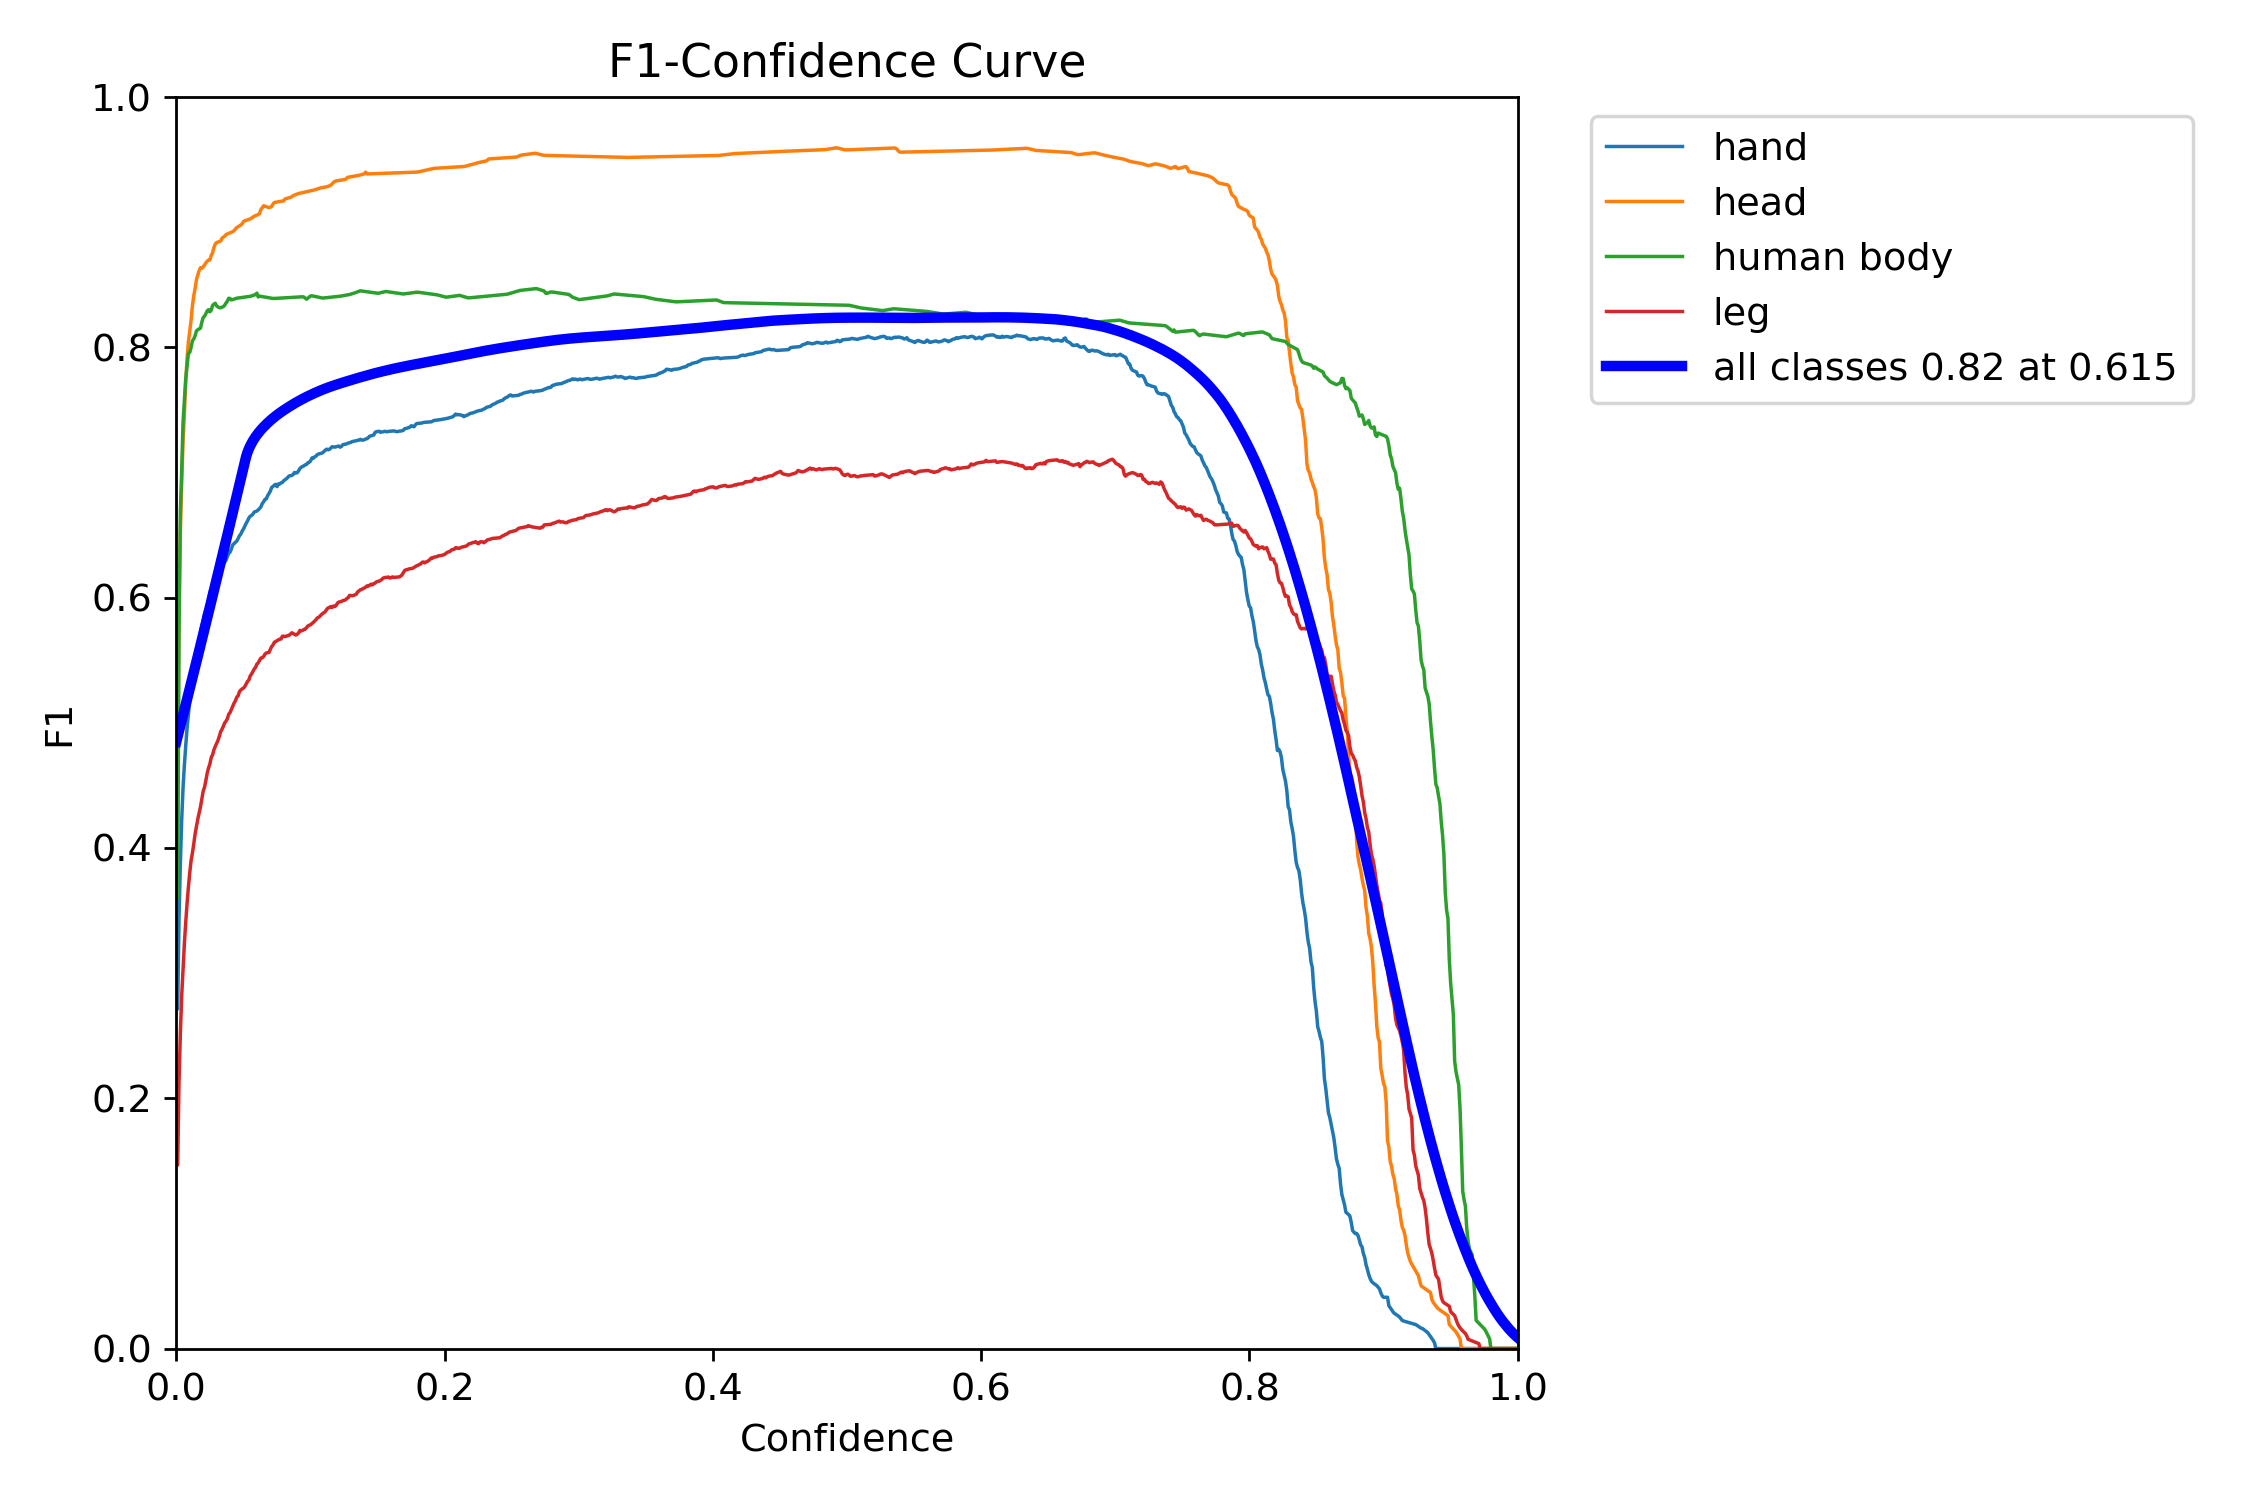 F1-Confidence Curve
1.0
0.8
0.6
0.4
0.2
0.0
F1
0.0 0.2 0.4 0.6 0.8 1.0
Confidence
hand
head
human body
leg
all classes 0.82 at 0.615